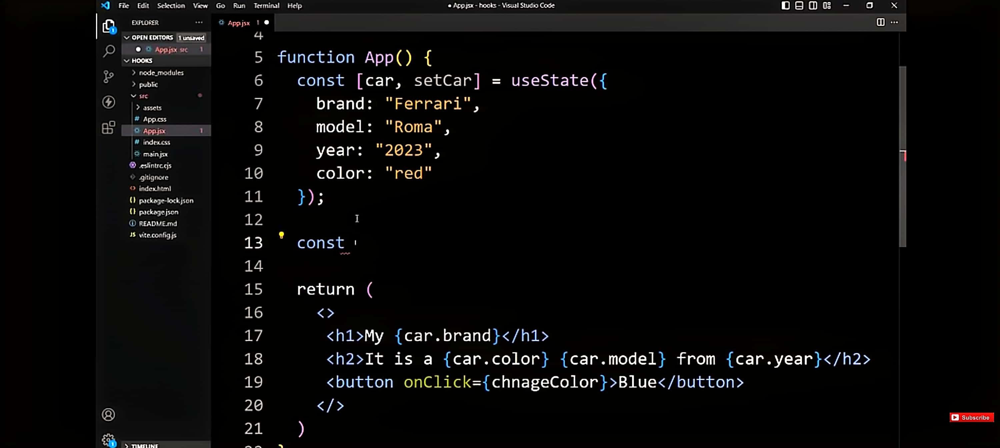 File Edit Selection View Go Run Terminal Help
● App.jsx - hooks - Visual Studio Code
EXPLORER ...
OPEN EDITORS 1 unsaved
App.jsx src 1
HOOKS
node_modules
public
src
assets
# App.css
App.jsx 1
# index.css
main.jsx
.eslintrc.cjs
.gitignore
<> index.html
{} package-lock.json
{} package.json
README.md
JS vite.config.js
TIMELINE
App.jsx 1 ●
4
5 function App() {
6 const [car, setCar] = useState({
7 brand: "Ferrari",
8 model: "Roma",
9 year: "2023",
10 color: "red"
11 });
12
13 const
14
15 return (
16 <>
17 <h1>My {car.brand}</h1>
18 <h2>It is a {car.color} {car.model} from {car.year}</h2>
19 <button onClick={chnageColor}>Blue</button>
20 </>
21 )
Subscribe